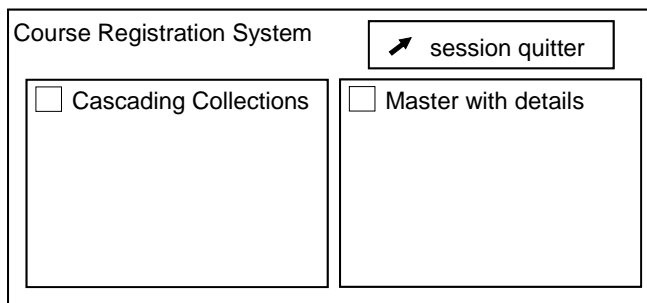 Course Registration System
session quitter
Cascading Collections
Master with details